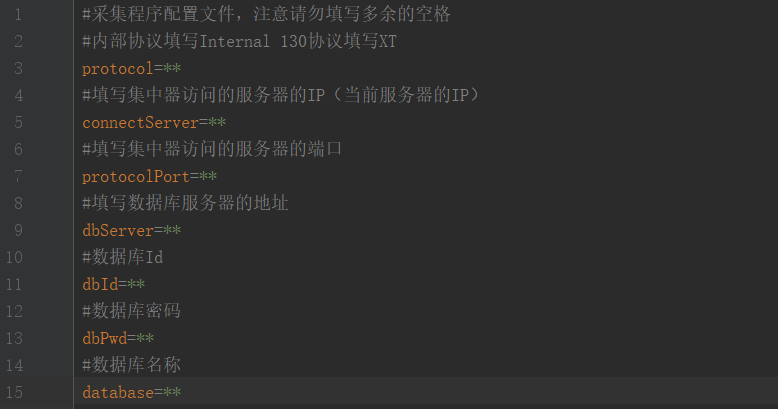 1 #采集程序配置文件，注意请勿填写多余的空格
2 #内部协议填写Internal 130协议填写XT
3 protocol=**
4 #填写集中器访问的服务器的IP（当前服务器的IP）
5 connectServer=**
6 #填写集中器访问的服务器的端口
7 protocolPort=**
8 #填写数据库服务器的地址
9 dbServer=**
10 #数据库Id
11 dbId=**
12 #数据库密码
13 dbPwd=**
14 #数据库名称
15 database=**